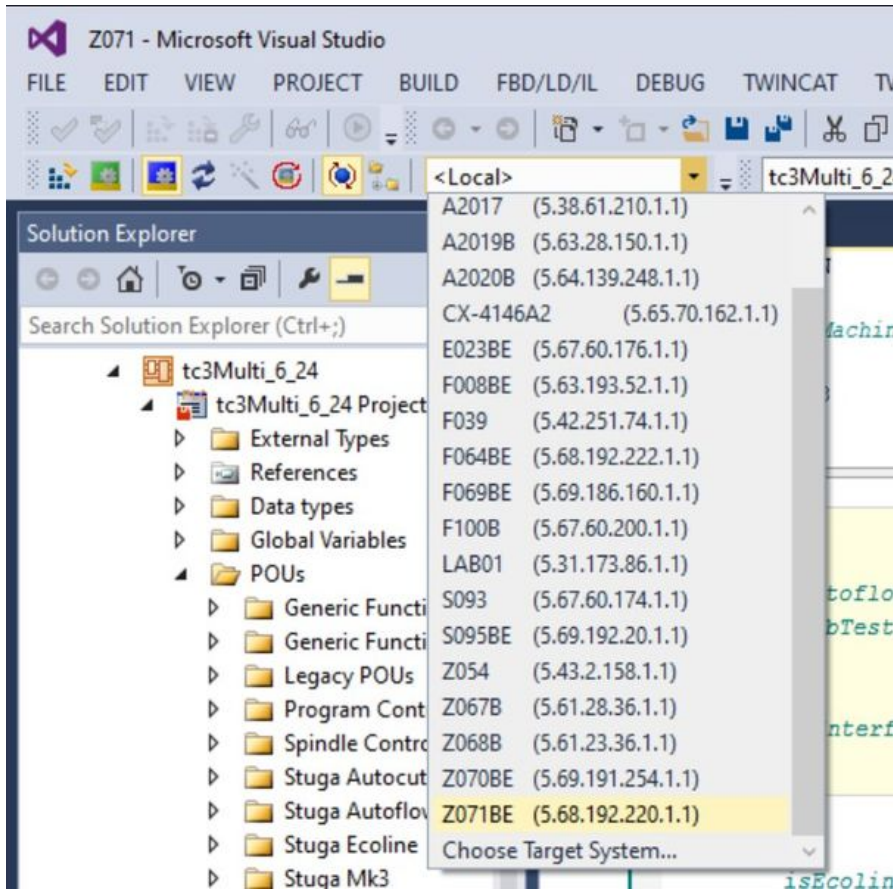 Z071 - Microsoft Visual Studio
FILE EDIT VIEW PROJECT BUILD FBD/LD/IL DEBUG TWINCAT
<Local>
tc3Multi_6_2
Solution Explorer
Search Solution Explorer (Ctrl+;)
tc3Multi_6_24
tc3Multi_6_24 Project
External Types
References
Data types
Global Variables
POUs
Generic Functi
Generic Functi
Legacy POUs
Program Cont
Spindle Contro
Stuga Autocut
Stuga Autoflow
Stuga Ecoline
Stuga Mk3
A2017 (5.38.61.210.1.1)
A2019B (5.63.28.150.1.1)
A2020B (5.64.139.248.1.1)
CX-4146A2 (5.65.70.162.1.1)
E023BE (5.67.60.176.1.1)
F008BE (5.63.193.52.1.1)
F039 (5.42.251.74.1.1)
F064BE (5.68.192.222.1.1)
F069BE (5.69.186.160.1.1)
F100B (5.67.60.200.1.1)
LAB01 (5.31.173.86.1.1)
S093 (5.67.60.174.1.1)
S095BE (5.69.192.20.1.1)
Z054 (5.43.2.158.1.1)
Z067B (5.61.28.36.1.1)
Z068B (5.61.23.36.1.1)
Z070BE (5.69.191.254.1.1)
Z071BE (5.68.192.220.1.1)
Choose Target System...
Machin
toflo
bTest
nterf
isEcolin